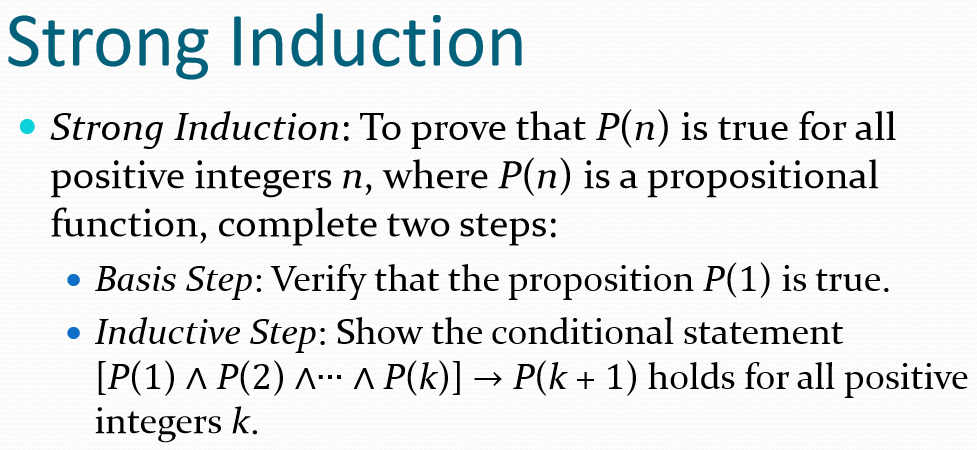 Strong Induction
• Strong Induction: To prove that P(n) is true for all
positive integers n, where P(n) is a propositional
function, complete two steps:
• Basis Step: Verify that the proposition P(1) is true.
• Inductive Step: Show the conditional statement
[P(1) ∧ P(2) ∧··· ∧ P(k)] → P(k + 1) holds for all positive
integers k.